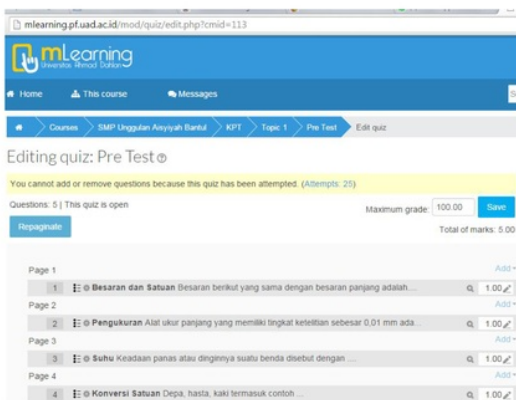 mlearning.pf.uad.ac.id/mod/quiz/edit.php?cmid=113
mLearning
Universitas Ahmad Dahlan
Home This course Messages
Courses SMP Unggulan Aisyiyah Bantul KPT Topic 1 Pre Test Edit quiz
Editing quiz: Pre Test
You cannot add or remove questions because this quiz has been attempted. (Attempts: 25)
Questions: 5 | This quiz is open Maximum grade: 100.00 Save
Repaginate Total of marks: 5.00
Page 1 Add
1 Besaran dan Satuan Besaran berikut yang sama dengan besaran panjang adalah... 1.00
Page 2 Add
2 Pengukuran Alat ukur panjang yang memiliki tingkat ketelitian sebesar 0,01 mm ada... 1.00
Page 3 Add
3 Suhu Keadaan panas atau dinginnya suatu benda disebut dengan ... 1.00
Page 4 Add
4 Konversi Satuan Depa, hasta, kaki termasuk contoh ... 1.00